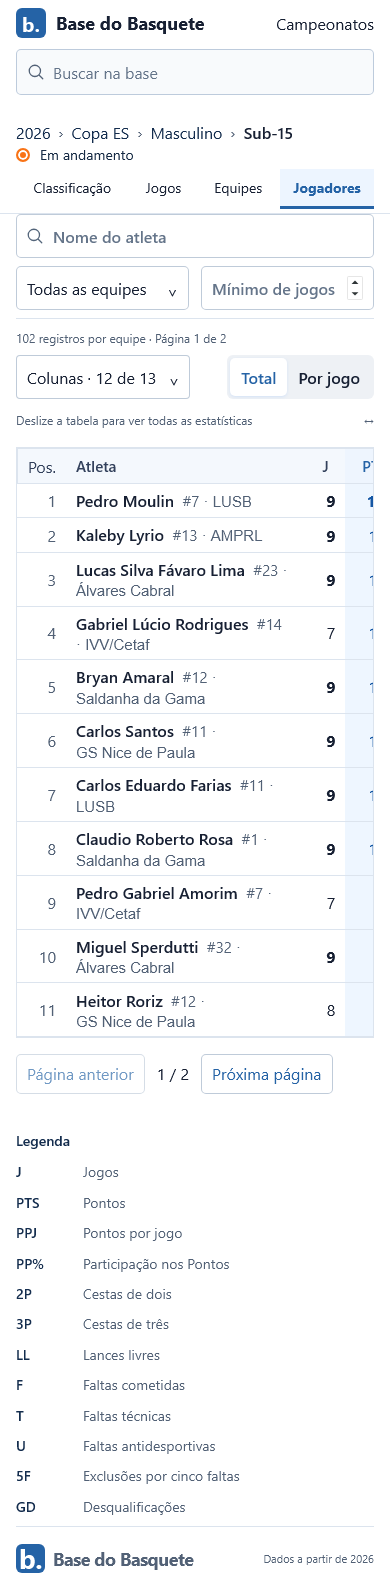 b. Base do Basquete Campeonatos
Buscar na base
2026 › Copa ES › Masculino › Sub-15
Em andamento
Classificação Jogos Equipes Jogadores
Nome do atleta
Todas as equipes Mínimo de jogos
102 registros por equipe · Página 1 de 2
Colunas · 12 de 13 Total Por jogo
Deslize a tabela para ver todas as estatísticas ↔
Pos. Atleta J
1 Pedro Moulin #7 · LUSB 9
2 Kaleby Lyrio #13 · AMPRL 9
3 Lucas Silva Fávaro Lima #23 · 9
Álvares Cabral
4 Gabriel Lúcio Rodrigues #14 7
· IVV/Cetaf
5 Bryan Amaral #12 · 9
Saldanha da Gama
6 Carlos Santos #11 · 9
GS Nice de Paula
7 Carlos Eduardo Farias #11 · 9
LUSB
8 Claudio Roberto Rosa #1 · 9
Saldanha da Gama
9 Pedro Gabriel Amorim #7 · 7
IVV/Cetaf
10 Miguel Sperdutti #32 · 9
Álvares Cabral
11 Heitor Roriz #12 · 8
GS Nice de Paula
Página anterior 1 / 2 Próxima página
Legenda
J Jogos
PTS Pontos
PPJ Pontos por jogo
PP% Participação nos Pontos
2P Cestas de dois
3P Cestas de três
LL Lances livres
F Faltas cometidas
T Faltas técnicas
U Faltas antidesportivas
5F Exclusões por cinco faltas
GD Desqualificações
b. Base do Basquete Dados a partir de 2026